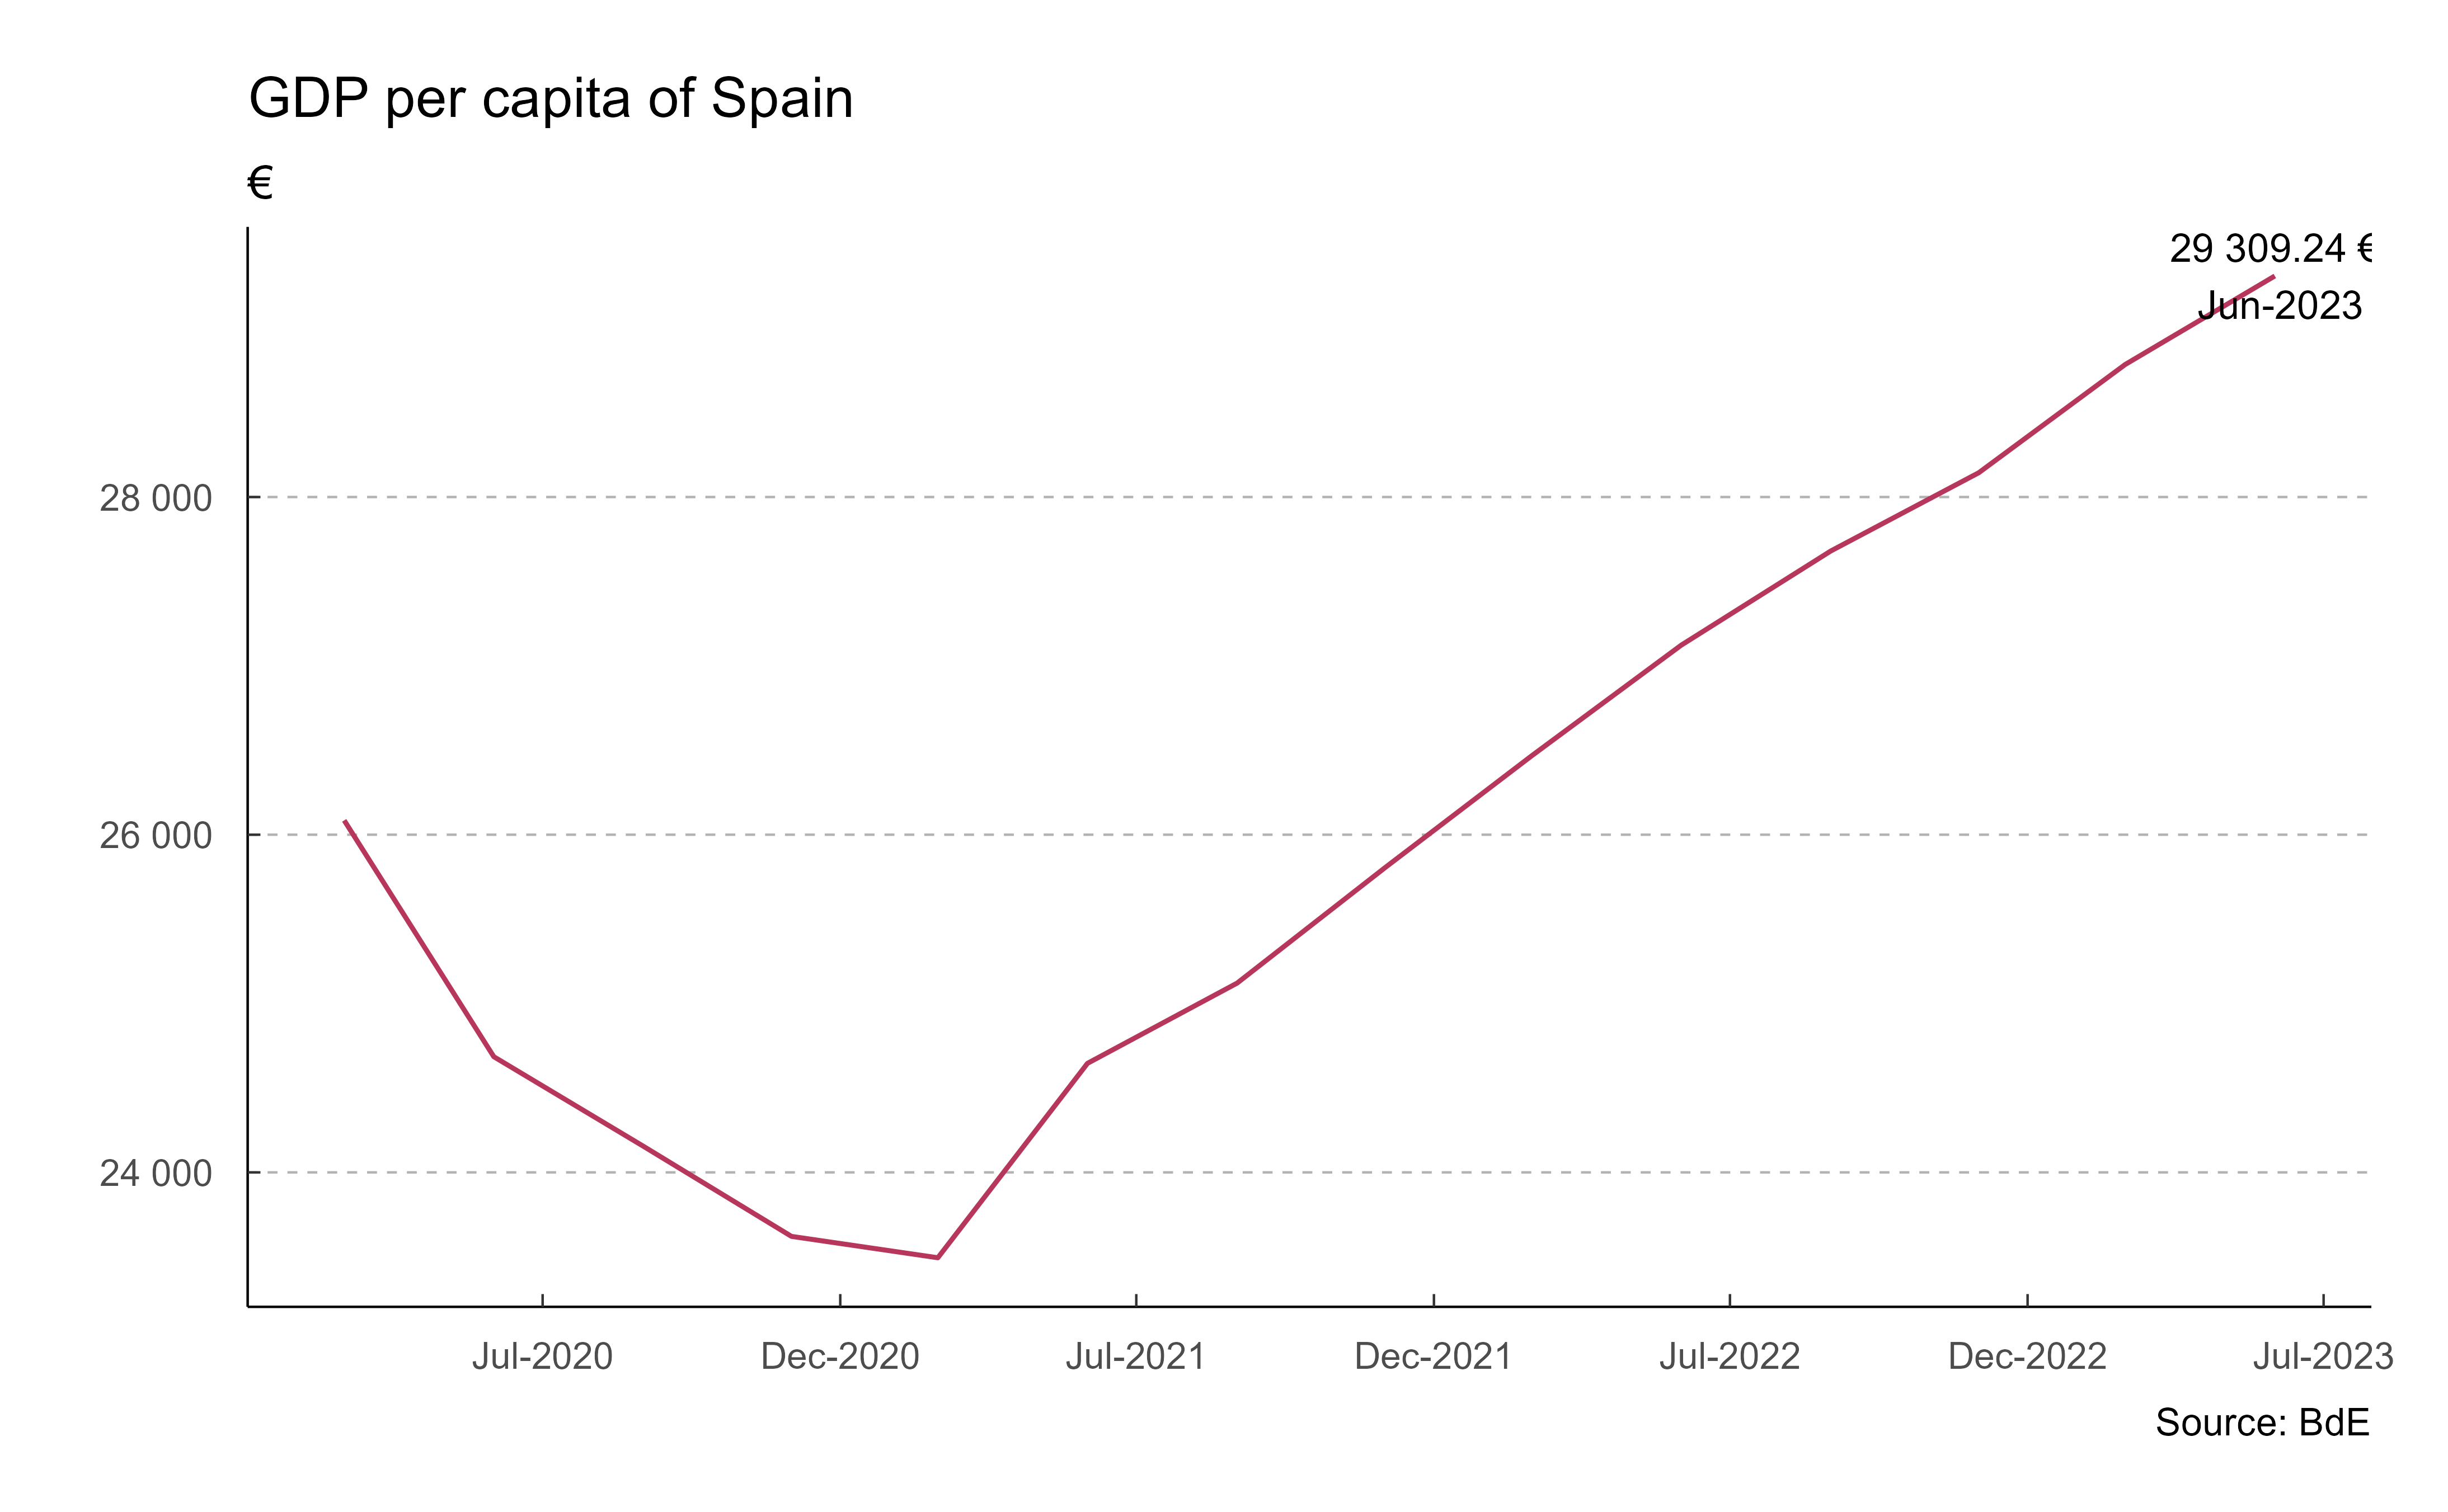 GDP per capita of Spain
€
29 309.24 €
Jun-2023
28 000
26 000
24 000
Jul-2020 Dec-2020 Jul-2021 Dec-2021 Jul-2022 Dec-2022 Jul-2023
Source: BdE